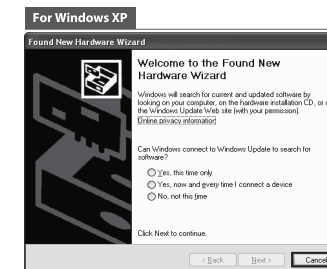 For Windows XP
Found New Hardware Wizard
Welcome to the Found New
Hardware Wizard
Windows will search for current and updated software by
looking on your computer, on the hardware installation CD, or on
the Windows Update Web site (with your permission).
Online privacy information
Can Windows connect to Windows Update to search for
software?
Yes, this time only
Yes, now and every time I connect a device
No, not this time
Click Next to continue.
< Back Next > Cancel